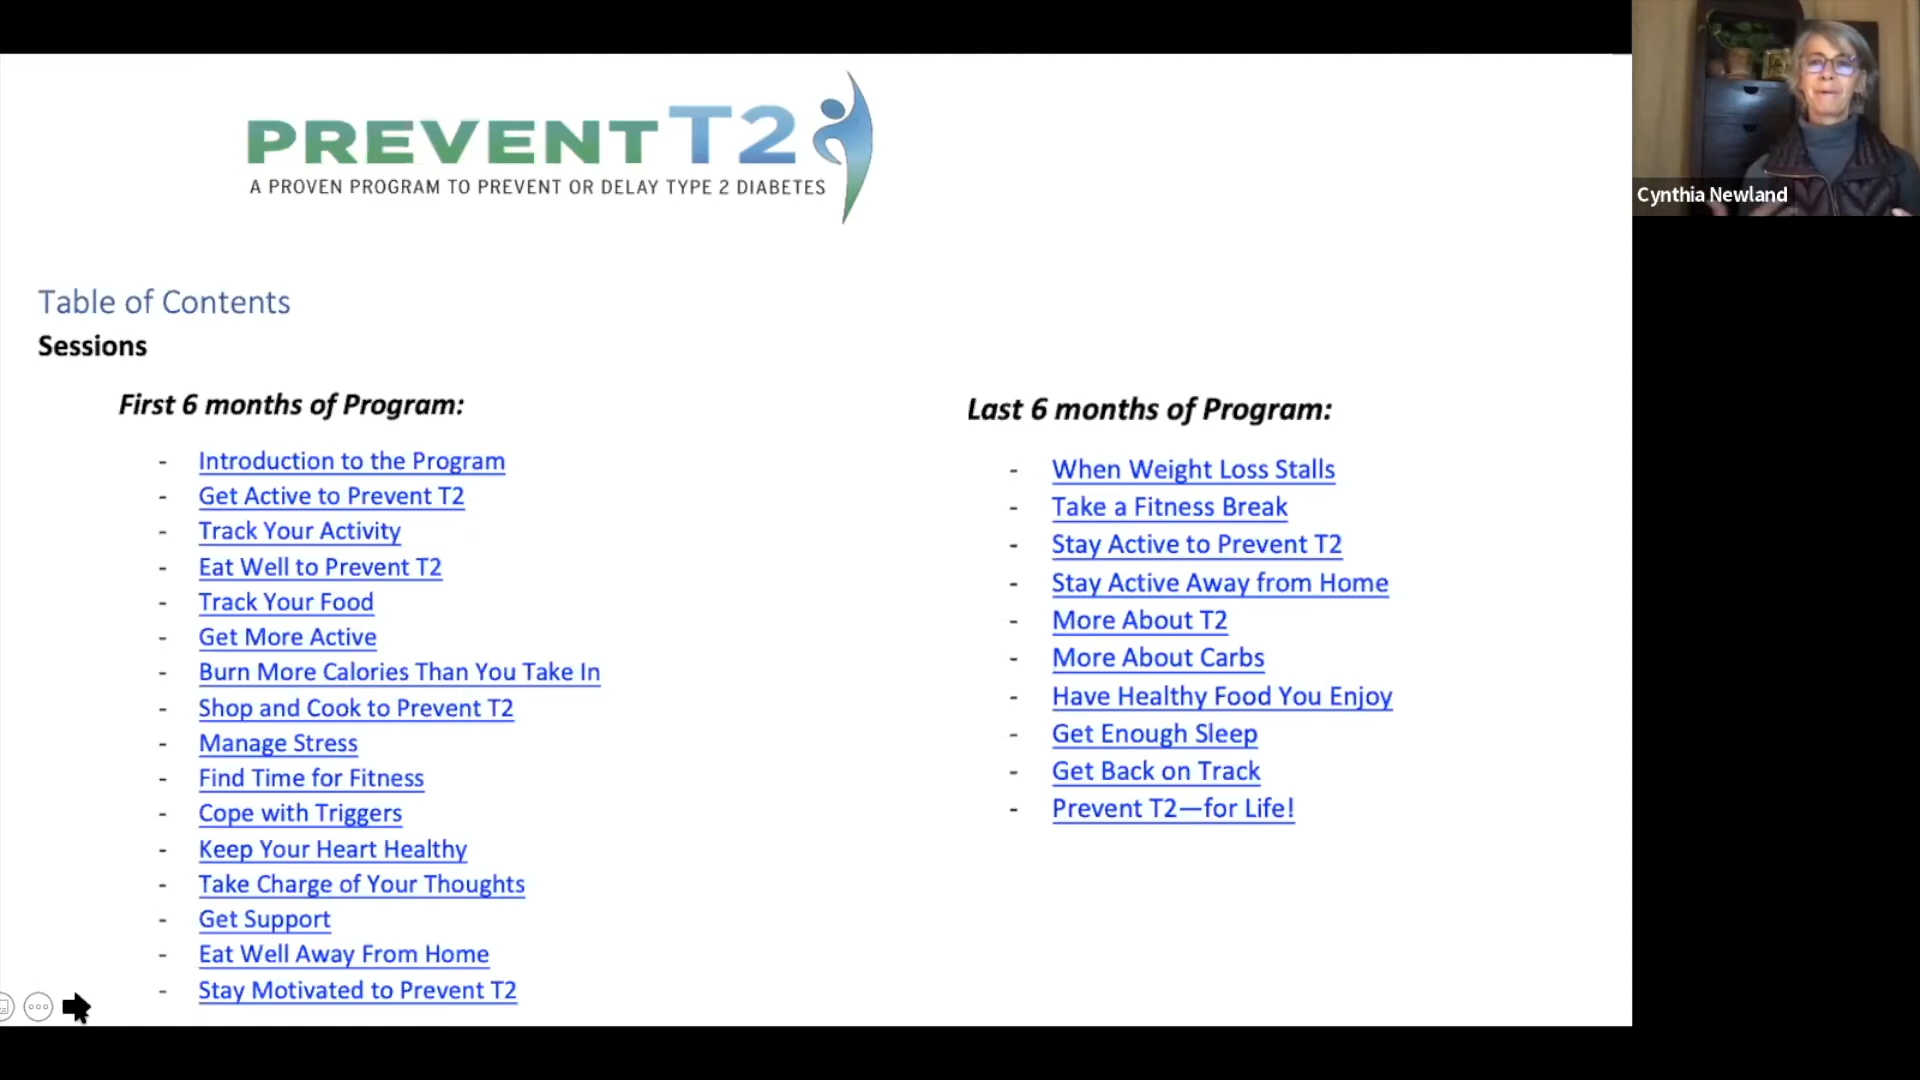 PREVENT T2
A PROVEN PROGRAM TO PREVENT OR DELAY TYPE 2 DIABETES
Cynthia Newland
Table of Contents
Sessions
First 6 months of Program:
- Introduction to the Program
- Get Active to Prevent T2
- Track Your Activity
- Eat Well to Prevent T2
- Track Your Food
- Get More Active
- Burn More Calories Than You Take In
- Shop and Cook to Prevent T2
- Manage Stress
- Find Time for Fitness
- Cope with Triggers
- Keep Your Heart Healthy
- Take Charge of Your Thoughts
- Get Support
- Eat Well Away From Home
- Stay Motivated to Prevent T2
Last 6 months of Program:
- When Weight Loss Stalls
- Take a Fitness Break
- Stay Active to Prevent T2
- Stay Active Away from Home
- More About T2
- More About Carbs
- Have Healthy Food You Enjoy
- Get Enough Sleep
- Get Back on Track
- Prevent T2—for Life!